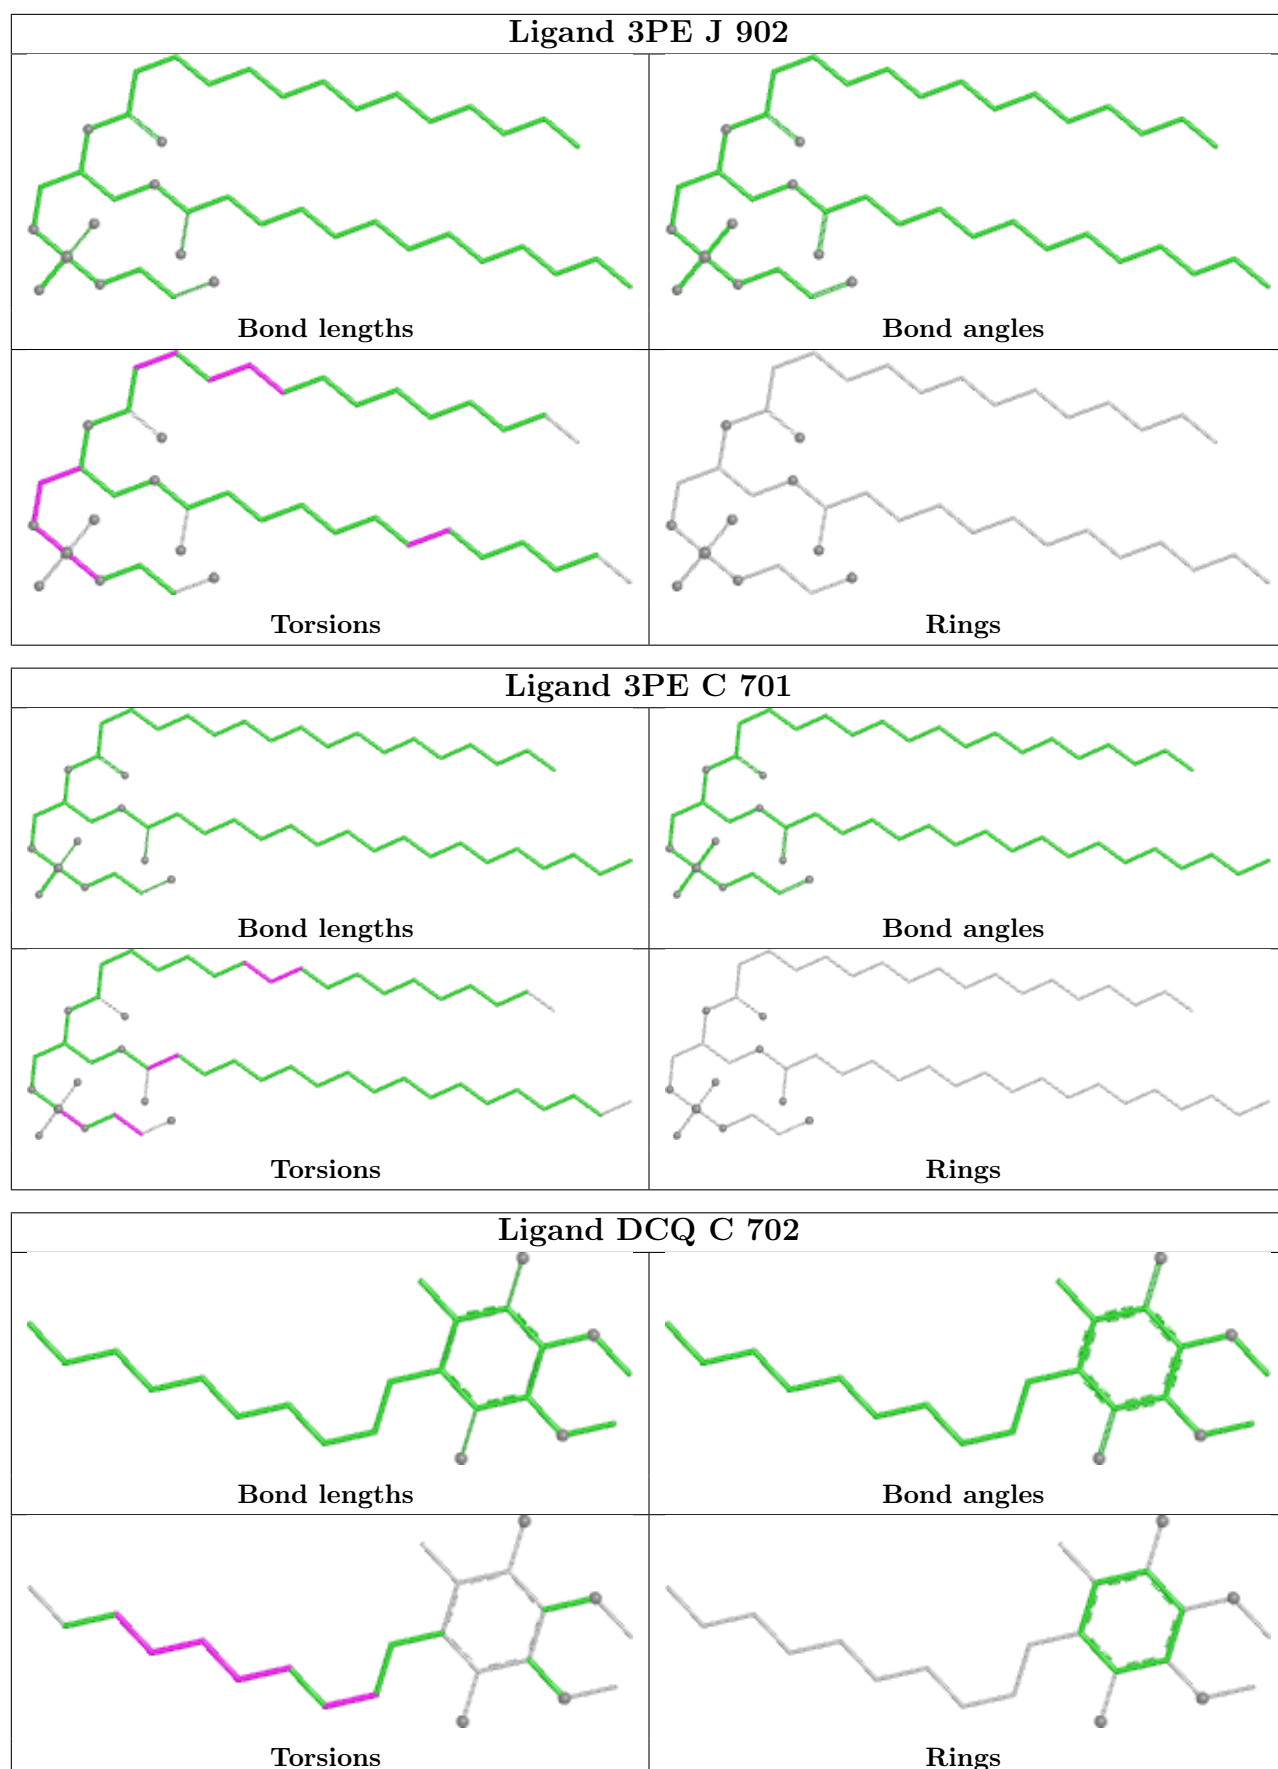 Ligand 3PE J 902
Bond lengths
Bond angles
Torsions
Rings
Ligand 3PE C 701
Bond lengths
Bond angles
Torsions
Rings
Ligand DCQ C 702
Bond lengths
Bond angles
Torsions
Rings